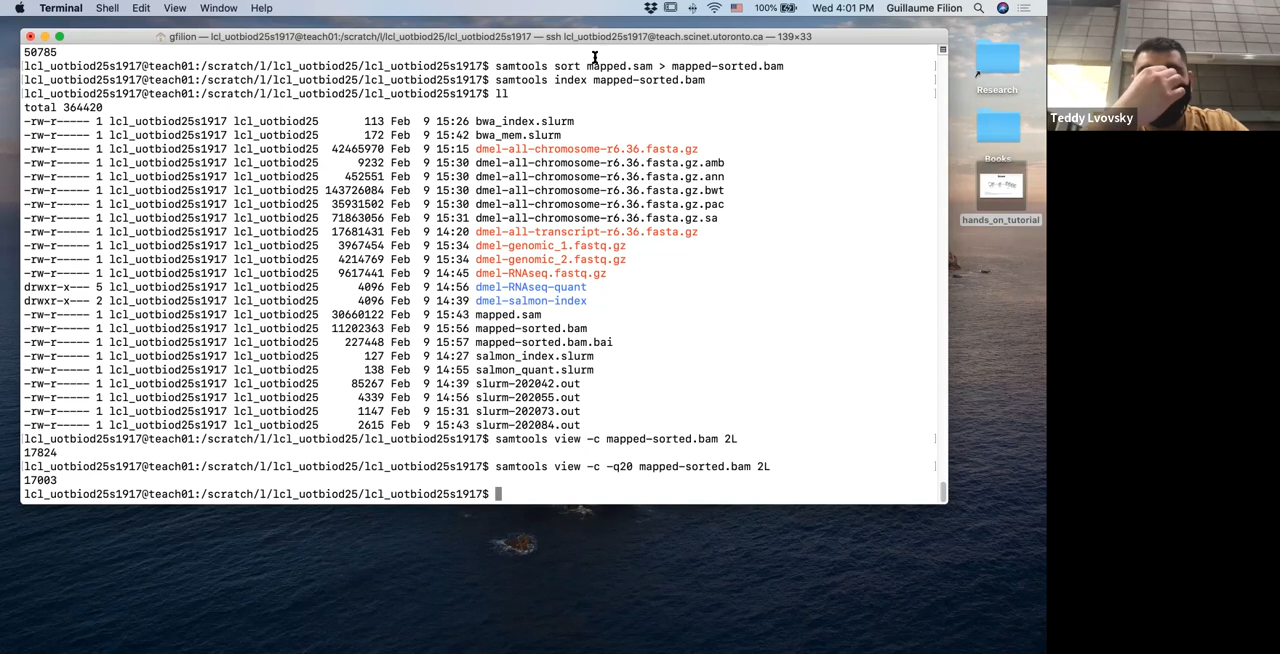 Terminal Shell Edit View Window Help 100% Wed 4:01 PM Guillaume Filion
gfilion — lcl_uotbiod25s1917@teach01:/scratch/l/lcl_uotbiod25/lcl_uotbiod25s1917 — ssh lcl_uotbiod25s1917@teach.scinet.utoronto.ca — 139×33
50785
lcl_uotbiod25s1917@teach01:/scratch/l/lcl_uotbiod25/lcl_uotbiod25s1917$ samtools sort mapped.sam > mapped-sorted.bam
lcl_uotbiod25s1917@teach01:/scratch/l/lcl_uotbiod25/lcl_uotbiod25s1917$ samtools index mapped-sorted.bam
lcl_uotbiod25s1917@teach01:/scratch/l/lcl_uotbiod25/lcl_uotbiod25s1917$ ll
total 364420
-rw-r----- 1 lcl_uotbiod25s1917 lcl_uotbiod25 113 Feb 9 15:26 bwa_index.slurm
-rw-r----- 1 lcl_uotbiod25s1917 lcl_uotbiod25 172 Feb 9 15:42 bwa_mem.slurm
-rw-r----- 1 lcl_uotbiod25s1917 lcl_uotbiod25 42465970 Feb 9 15:15 dmel-all-chromosome-r6.36.fasta.gz
-rw-r----- 1 lcl_uotbiod25s1917 lcl_uotbiod25 9232 Feb 9 15:30 dmel-all-chromosome-r6.36.fasta.gz.amb
-rw-r----- 1 lcl_uotbiod25s1917 lcl_uotbiod25 452551 Feb 9 15:30 dmel-all-chromosome-r6.36.fasta.gz.ann
-rw-r----- 1 lcl_uotbiod25s1917 lcl_uotbiod25 143726084 Feb 9 15:30 dmel-all-chromosome-r6.36.fasta.gz.bwt
-rw-r----- 1 lcl_uotbiod25s1917 lcl_uotbiod25 35931502 Feb 9 15:30 dmel-all-chromosome-r6.36.fasta.gz.pac
-rw-r----- 1 lcl_uotbiod25s1917 lcl_uotbiod25 71863056 Feb 9 15:31 dmel-all-chromosome-r6.36.fasta.gz.sa
-rw-r----- 1 lcl_uotbiod25s1917 lcl_uotbiod25 17681431 Feb 9 14:20 dmel-all-transcript-r6.36.fasta.gz
-rw-r----- 1 lcl_uotbiod25s1917 lcl_uotbiod25 3967454 Feb 9 15:34 dmel-genomic_1.fastq.gz
-rw-r----- 1 lcl_uotbiod25s1917 lcl_uotbiod25 4214769 Feb 9 15:34 dmel-genomic_2.fastq.gz
-rw-r----- 1 lcl_uotbiod25s1917 lcl_uotbiod25 9617441 Feb 9 14:45 dmel-RNAseq.fastq.gz
drwxr-x--- 5 lcl_uotbiod25s1917 lcl_uotbiod25 4096 Feb 9 14:56 dmel-RNAseq-quant
drwxr-x--- 2 lcl_uotbiod25s1917 lcl_uotbiod25 4096 Feb 9 14:39 dmel-salmon-index
-rw-r----- 1 lcl_uotbiod25s1917 lcl_uotbiod25 30660122 Feb 9 15:43 mapped.sam
-rw-r----- 1 lcl_uotbiod25s1917 lcl_uotbiod25 11202363 Feb 9 15:56 mapped-sorted.bam
-rw-r----- 1 lcl_uotbiod25s1917 lcl_uotbiod25 227448 Feb 9 15:57 mapped-sorted.bam.bai
-rw-r----- 1 lcl_uotbiod25s1917 lcl_uotbiod25 127 Feb 9 14:27 salmon_index.slurm
-rw-r----- 1 lcl_uotbiod25s1917 lcl_uotbiod25 138 Feb 9 14:55 salmon_quant.slurm
-rw-r----- 1 lcl_uotbiod25s1917 lcl_uotbiod25 85267 Feb 9 14:39 slurm-202042.out
-rw-r----- 1 lcl_uotbiod25s1917 lcl_uotbiod25 4339 Feb 9 14:56 slurm-202055.out
-rw-r----- 1 lcl_uotbiod25s1917 lcl_uotbiod25 1147 Feb 9 15:31 slurm-202073.out
-rw-r----- 1 lcl_uotbiod25s1917 lcl_uotbiod25 2615 Feb 9 15:43 slurm-202084.out
lcl_uotbiod25s1917@teach01:/scratch/l/lcl_uotbiod25/lcl_uotbiod25s1917$ samtools view -c mapped-sorted.bam 2L
17824
lcl_uotbiod25s1917@teach01:/scratch/l/lcl_uotbiod25/lcl_uotbiod25s1917$ samtools view -c -q20 mapped-sorted.bam 2L
17003
lcl_uotbiod25s1917@teach01:/scratch/l/lcl_uotbiod25/lcl_uotbiod25s1917$
Research
Books
hands_on_tutorial
Teddy Lvovsky